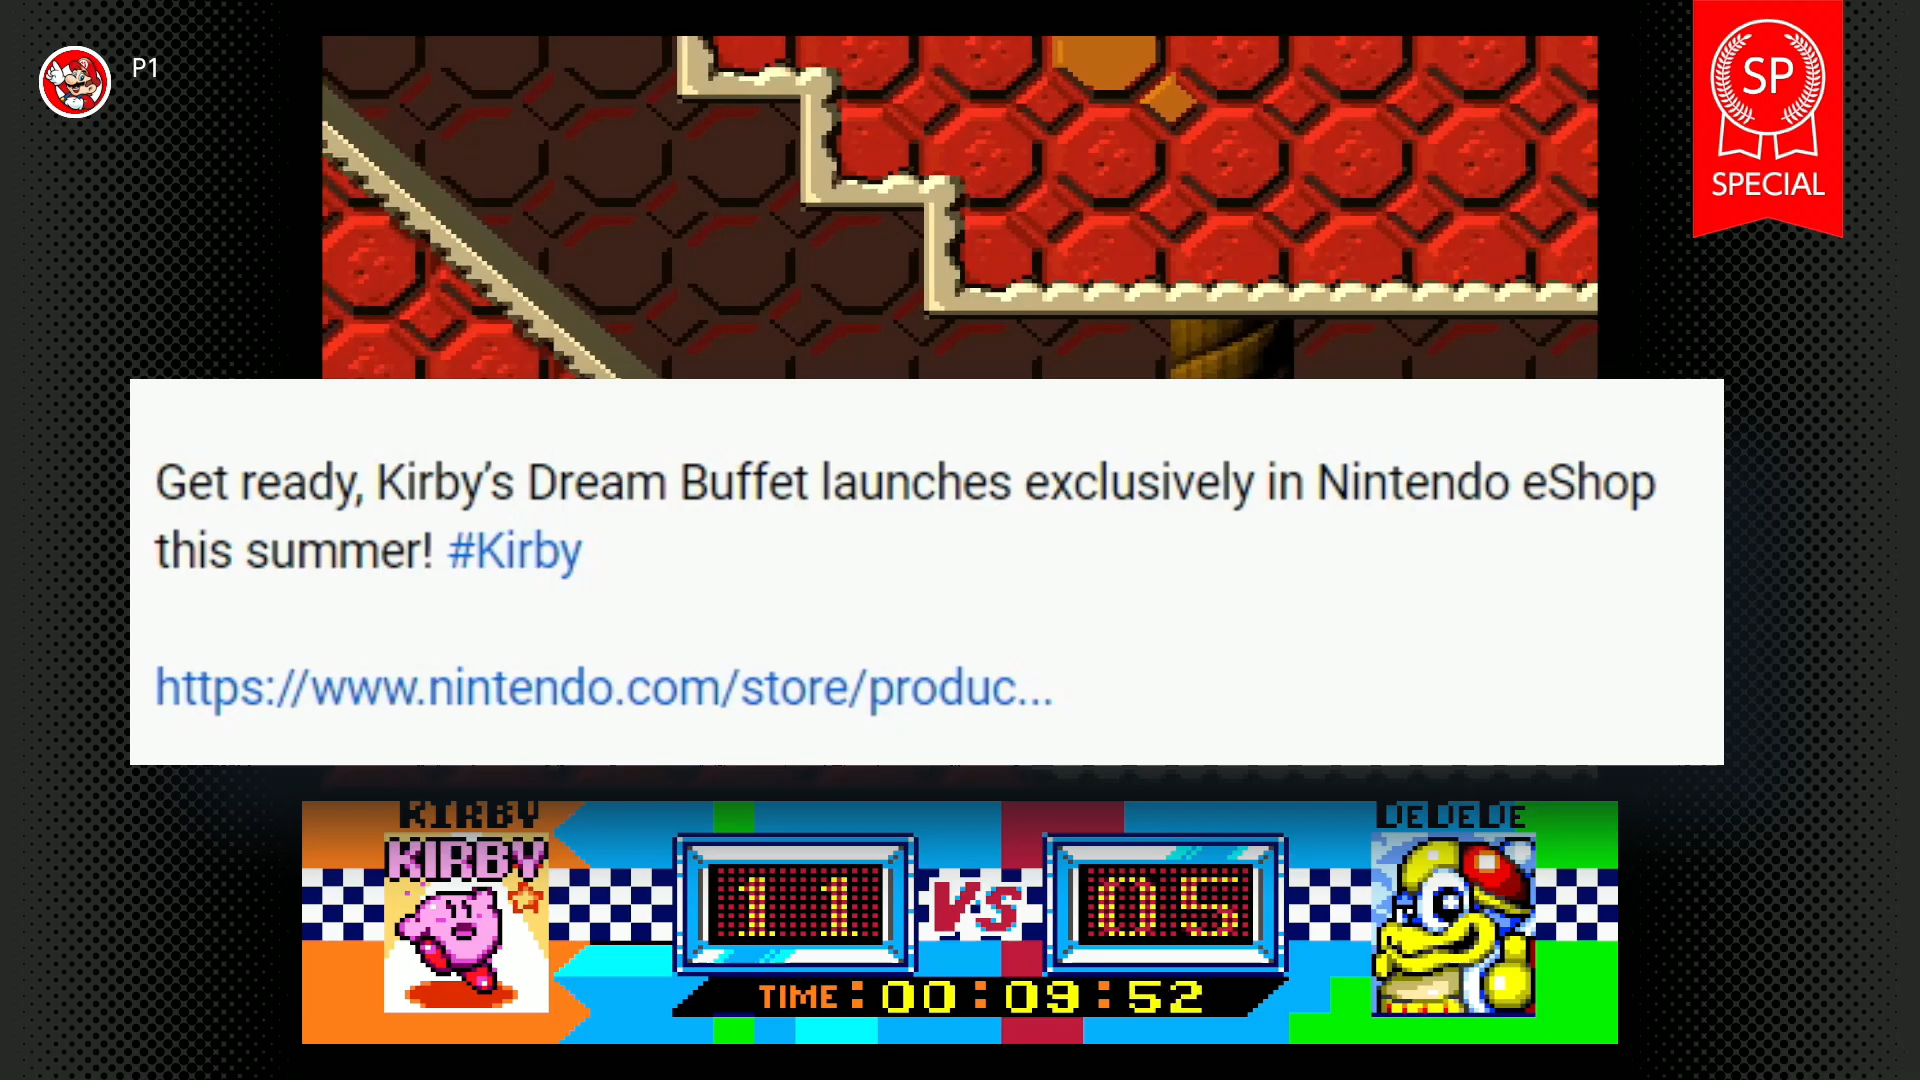 P1
SP
SPECIAL
Get ready, Kirby’s Dream Buffet launches exclusively in Nintendo eShop
this summer! #Kirby
https://www.nintendo.com/store/produc...
KIRBY
DEDEDE
KIRBY
11 VS 05
TIME:00:09:52